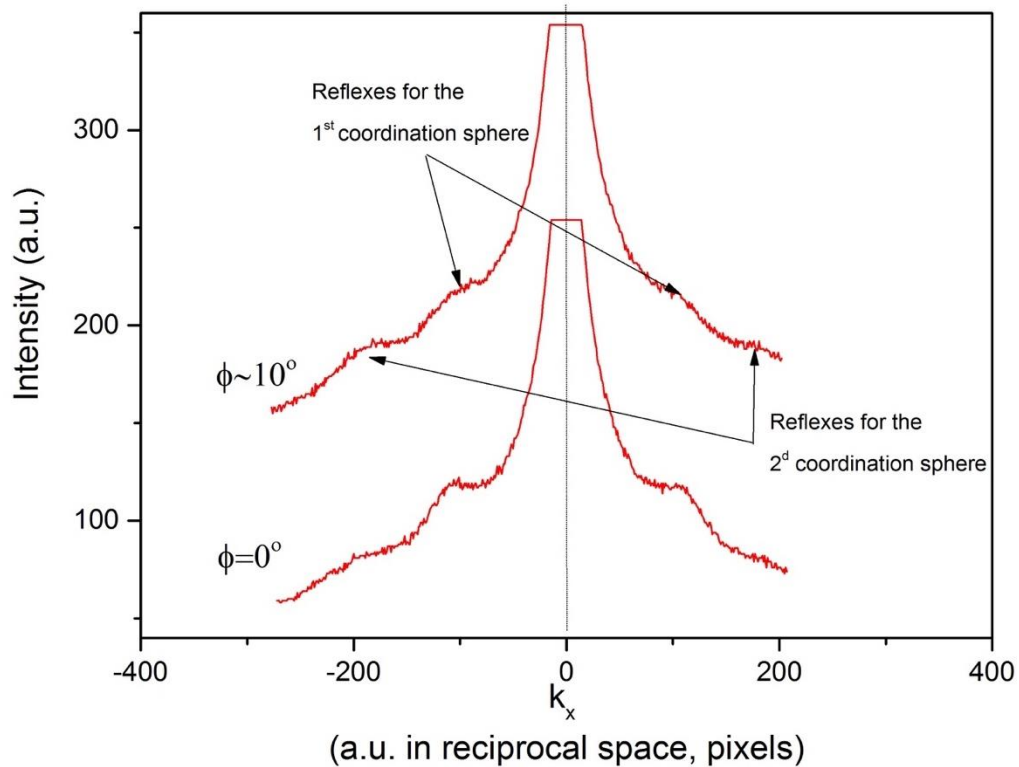 Reflexes for the
1st coordination sphere
300
Intensity (a.u.)
200
ϕ~10°
Reflexes for the
2d coordination sphere
100
ϕ=0°
-400
-200
0
200
400
kx
(a.u. in reciprocal space, pixels)